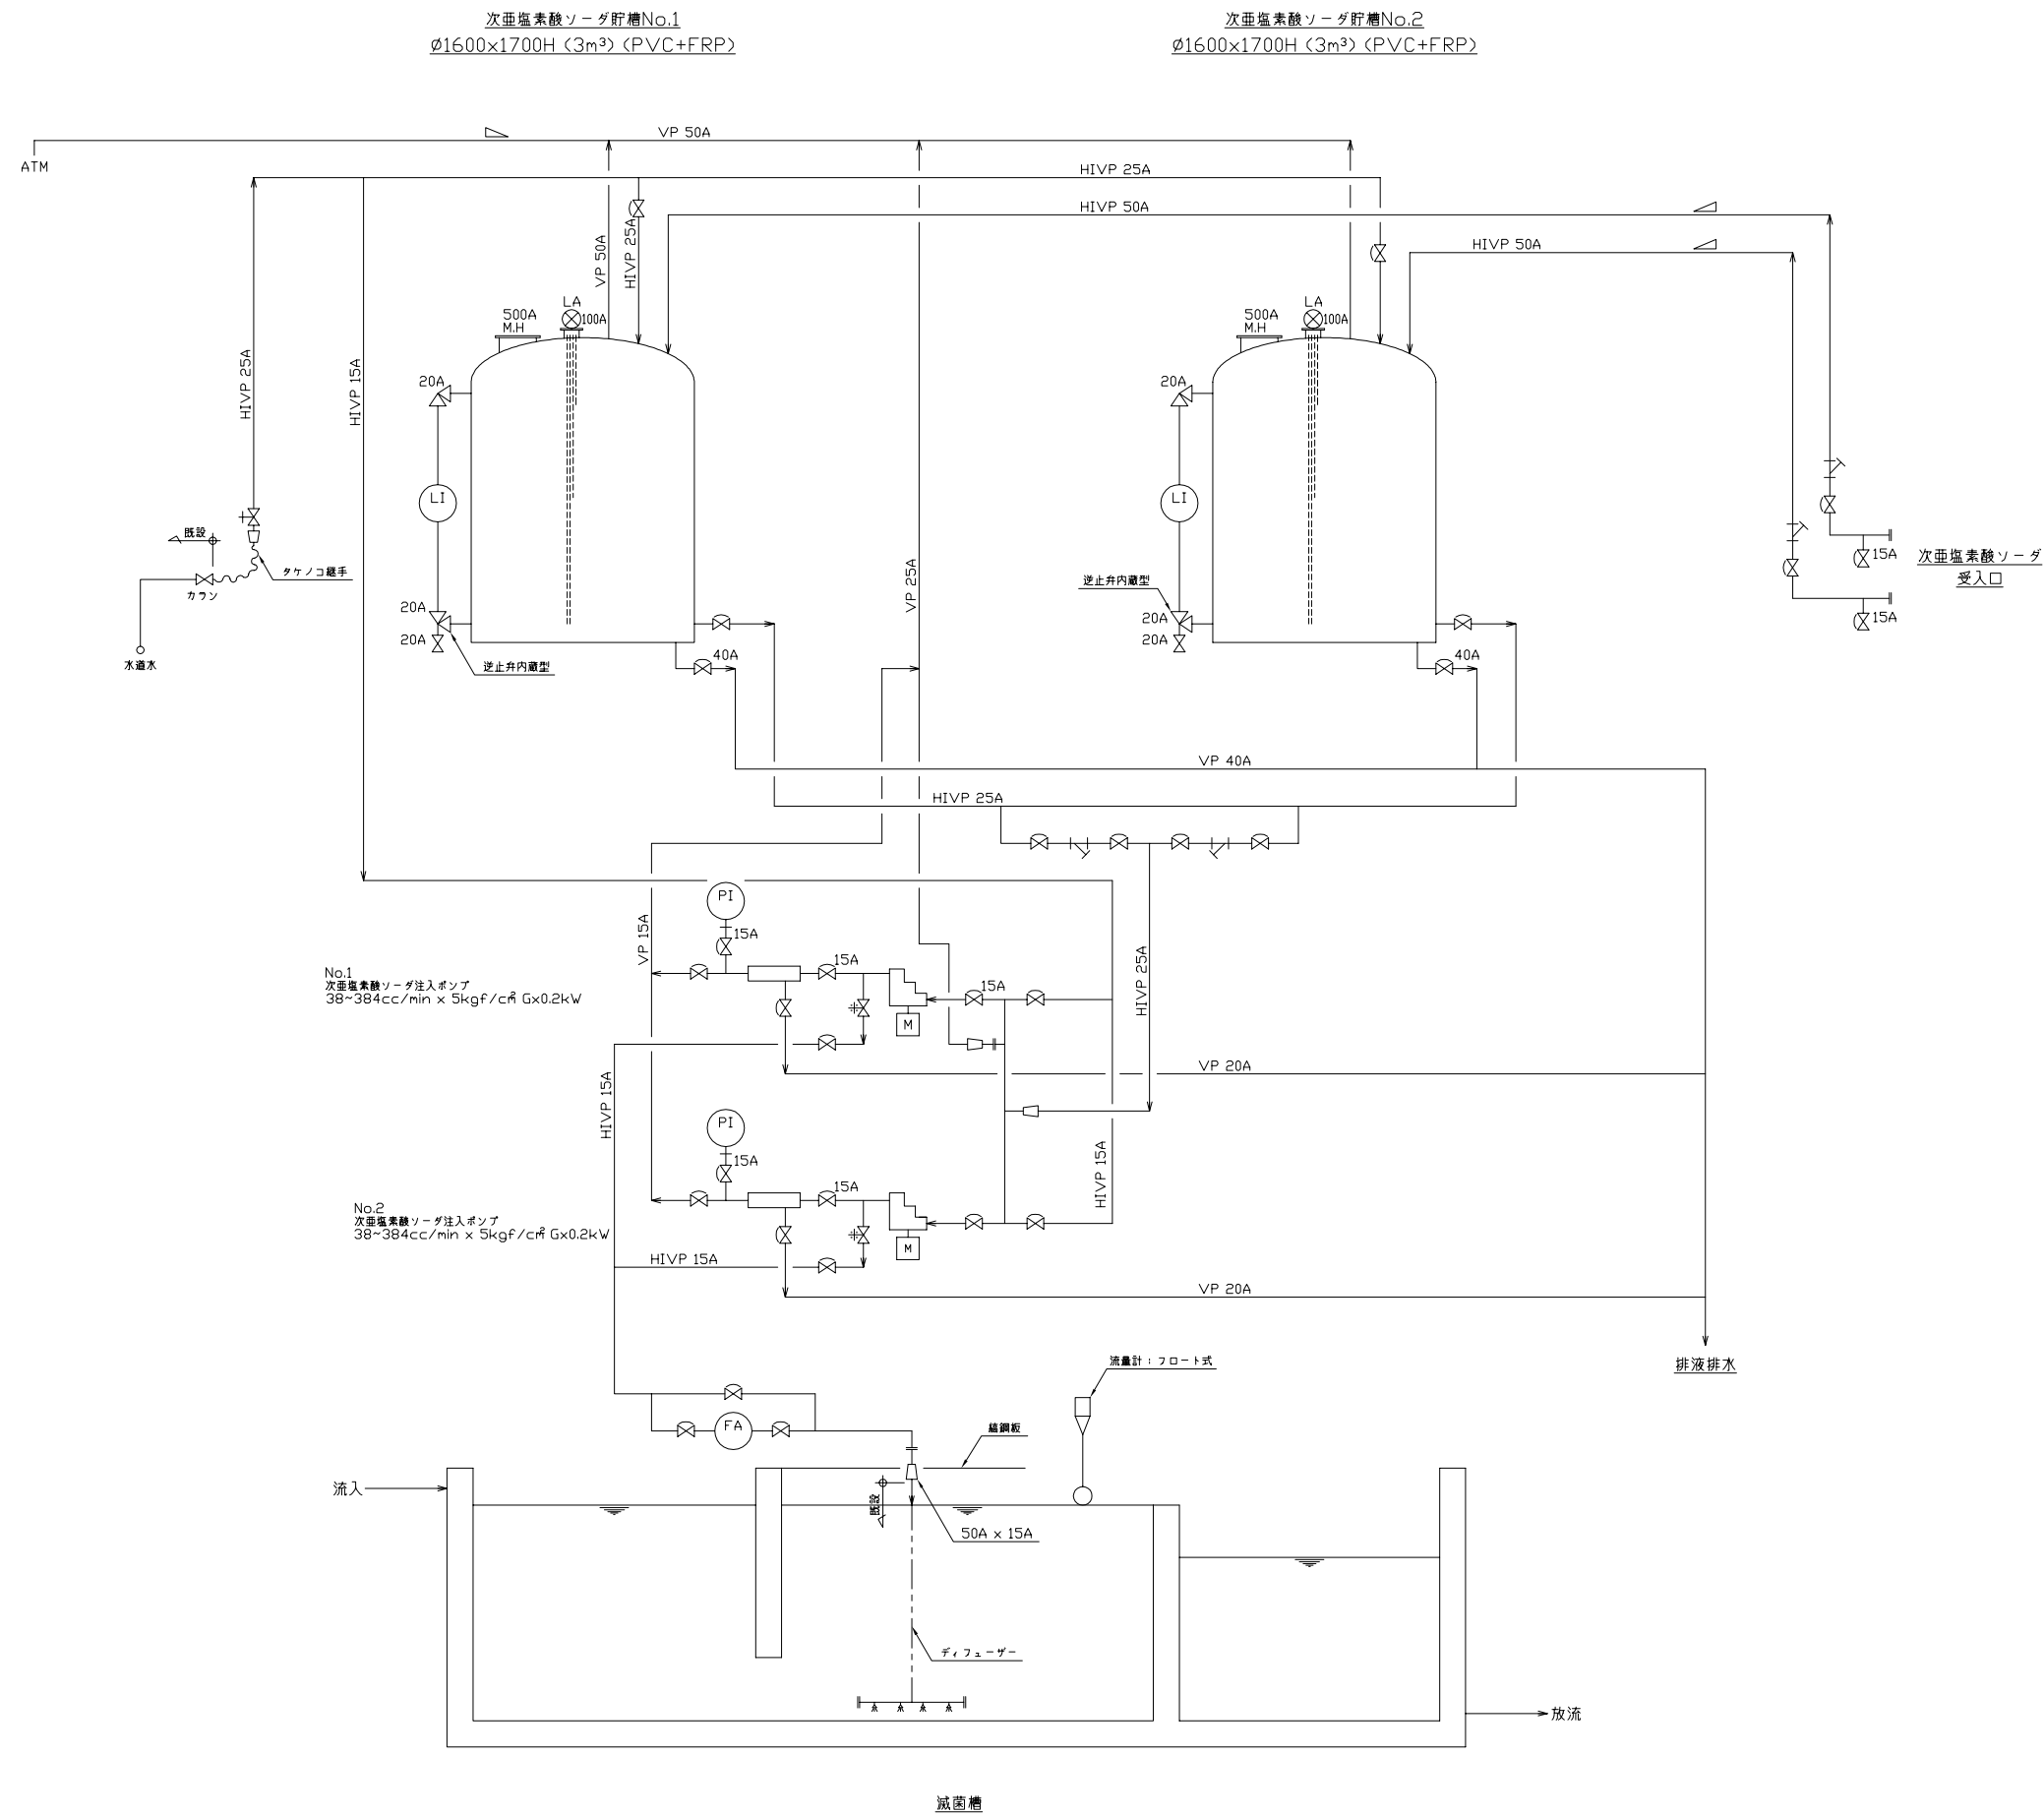 次亜塩素酸ソーダ貯槽No.1
Ø1600x1700H (3m³) (PVC+FRP)
次亜塩素酸ソーダ貯槽No.2
Ø1600x1700H (3m³) (PVC+FRP)
VP 50A
ATM
HIVP 25A
HIVP 50A
HIVP 50A
VP 50A
HIVP 25A
LA
100A
500A
M.H
LA
100A
500A
M.H
HIVP 25A
HIVP 15A
20A
20A
LI
LI
既設
タケノコ継手
カラン
水道水
15A
次亜塩素酸ソーダ
受入口
15A
VP 25A
逆止弁内蔵型
20A
20A
逆止弁内蔵型
20A
20A
40A
40A
VP 40A
HIVP 25A
PI
15A
VP 15A
15A
15A
HIVP 25A
No.1
次亜塩素酸ソーダ注入ポンプ
38~384cc/min x 5kgf/cm² Gx0.2kW
M
VP 20A
HIVP 15A
PI
15A
HIVP 15A
15A
No.2
次亜塩素酸ソーダ注入ポンプ
38~384cc/min x 5kgf/cm² Gx0.2kW
M
HIVP 15A
VP 20A
流量計：フロート式
排液排水
FA
縞鋼板
流入
既設
50A x 15A
ディフューザー
放流
滅菌槽